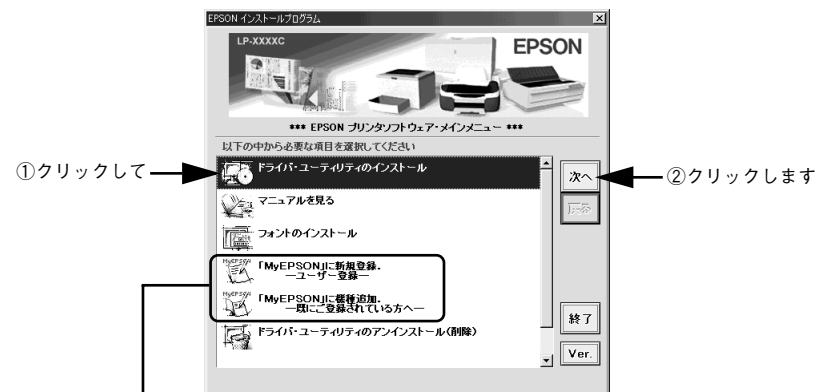 EPSON インストールプログラム
LP-XXXXC
EPSON
*** EPSON プリンタソフトウェア・メインメニュー ***
以下の中から必要な項目を選択してください
ドライバ・ユーティリティのインストール
マニュアルを見る
フォントのインストール
MyEPSON
「MyEPSON」に新規登録.
―ユーザー登録―
MyEPSON
「MyEPSON」に機種追加.
―既にご登録されている方へ―
ドライバ・ユーティリティのアンインストール(削除)
次へ
戻る
終了
Ver.
①クリックして
②クリックします